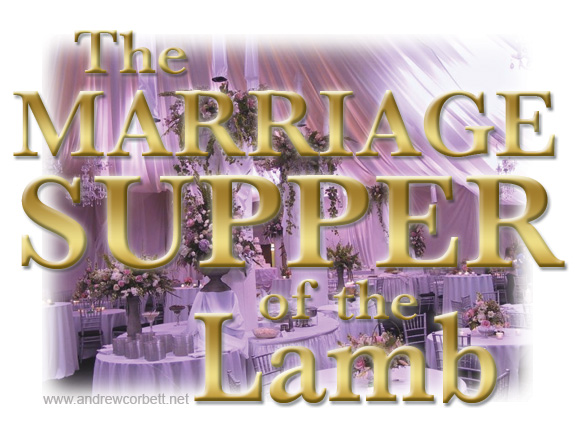 The
MARRIAGE
SUPPER
of the
Lamb
www.andrewcorbett.net